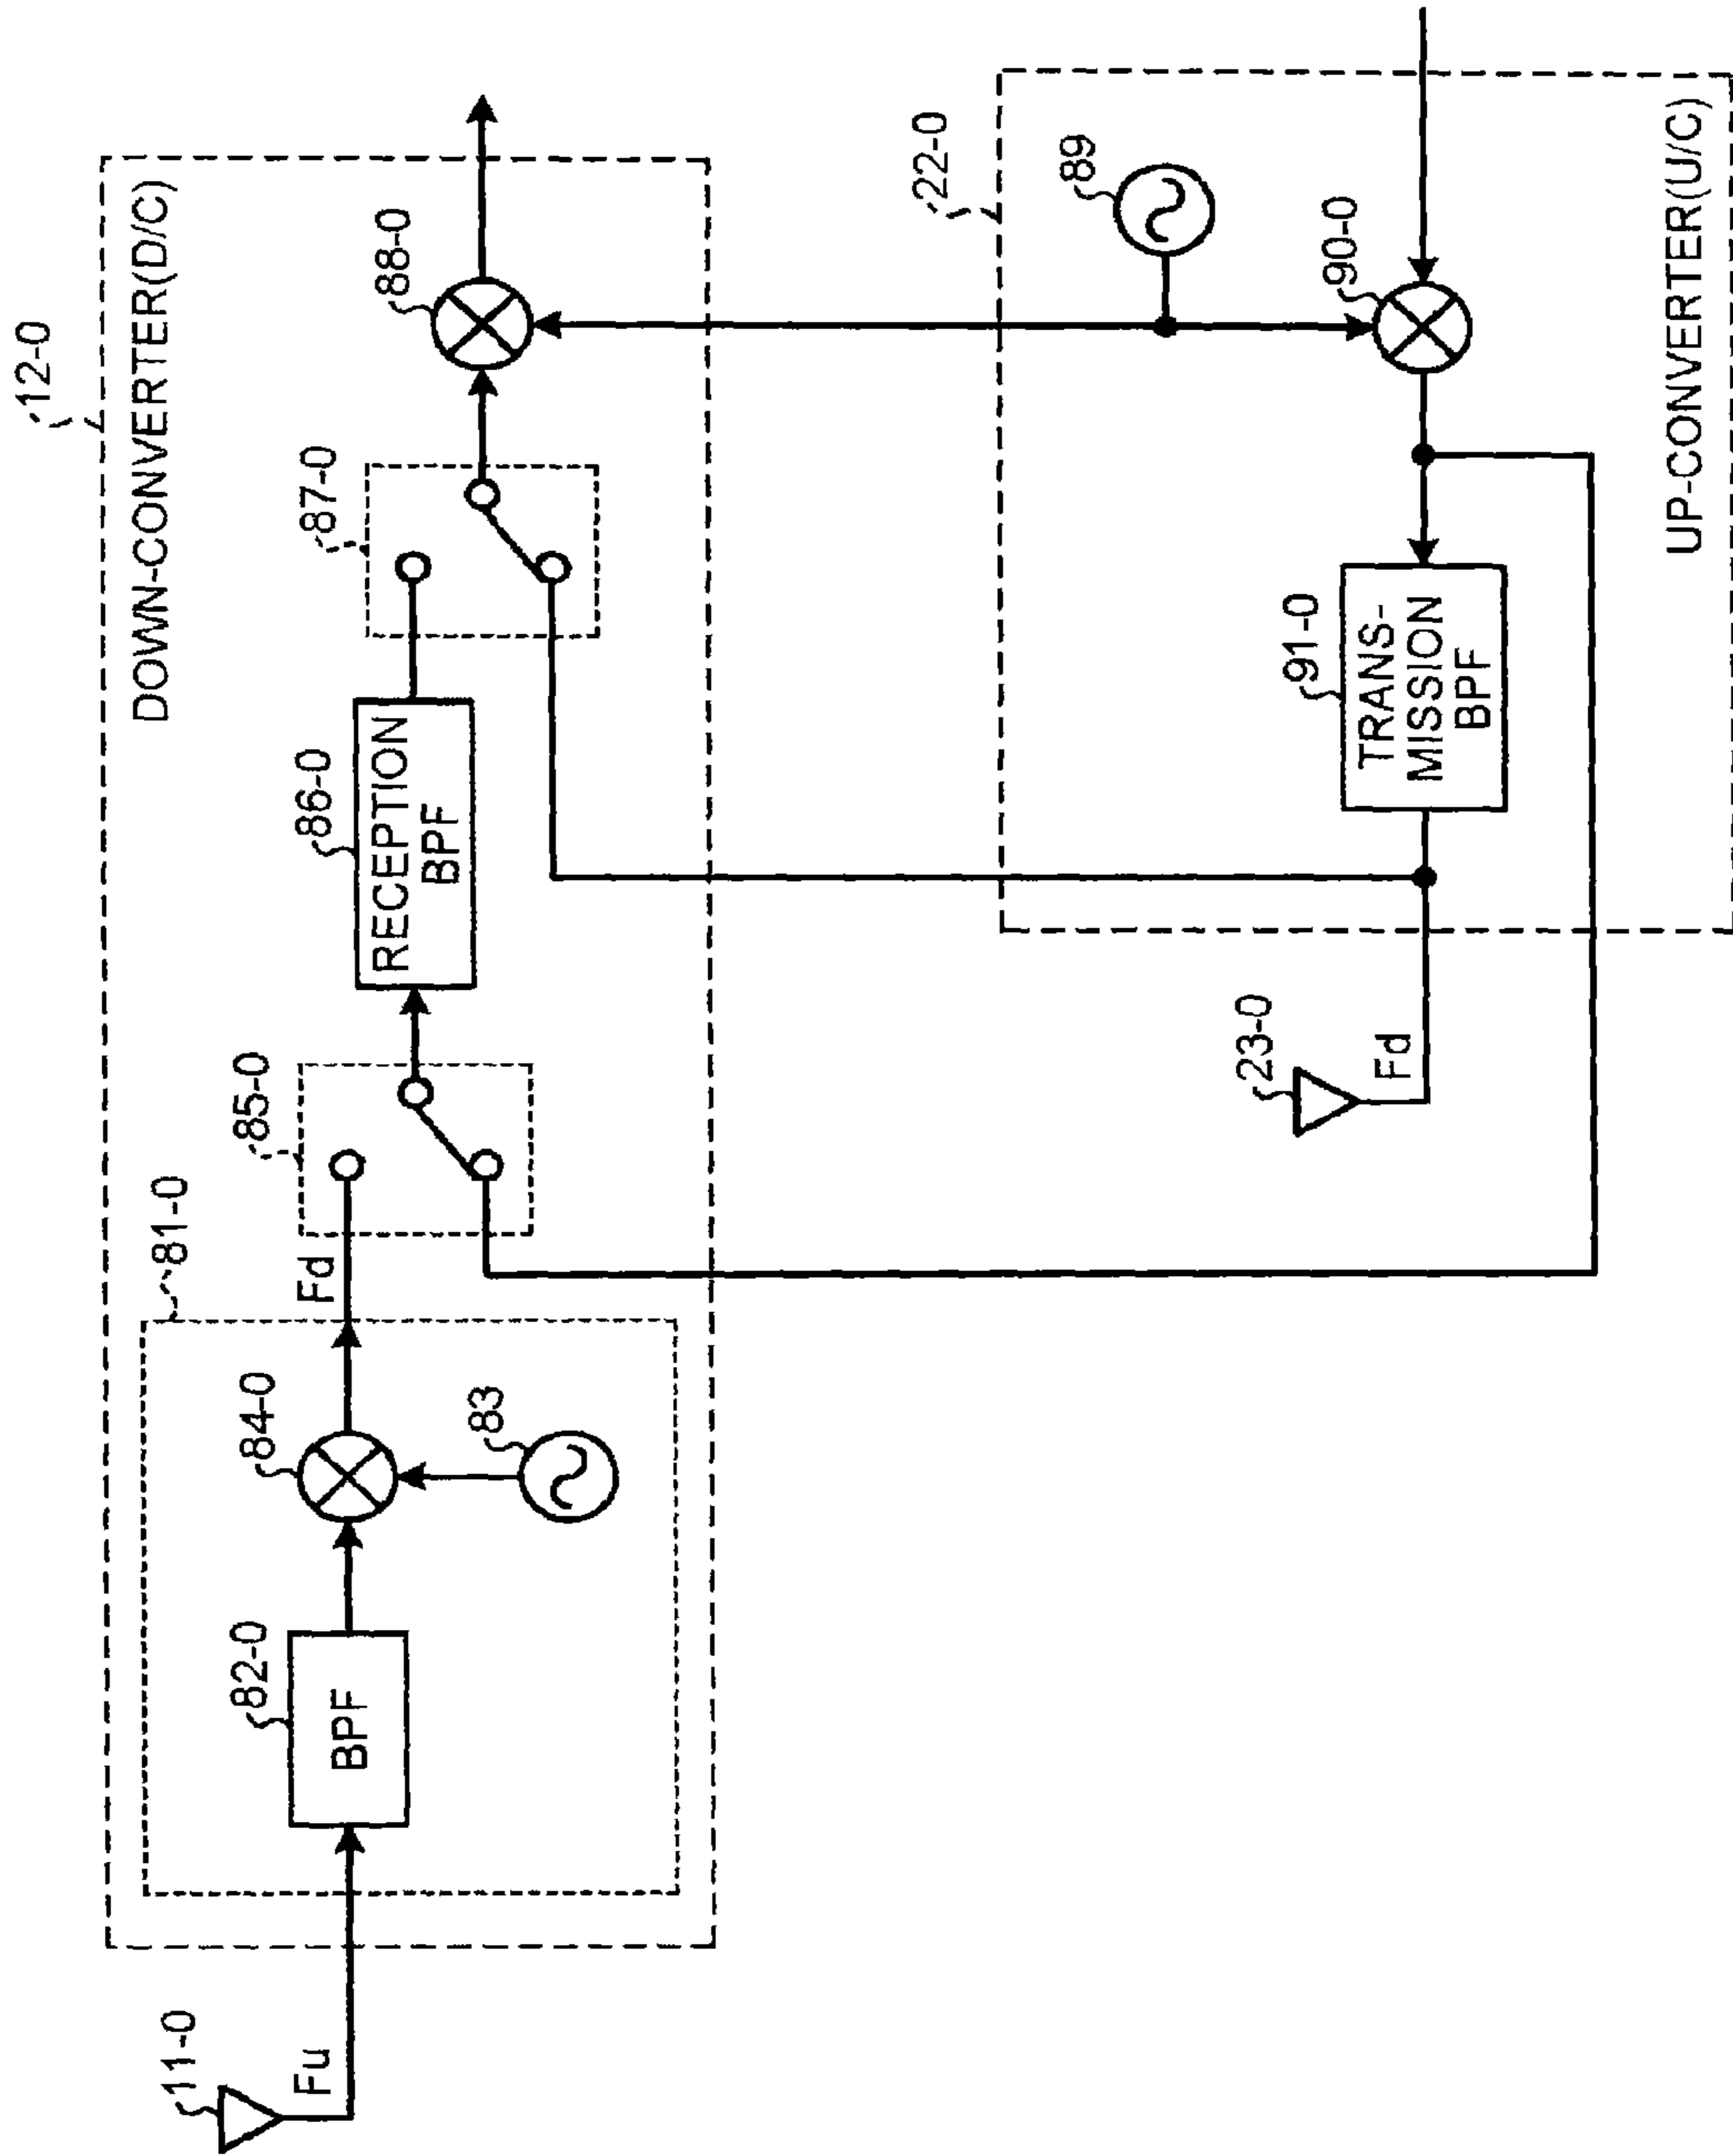 12-0
DOWN-CONVERTER(D/C)
81-0
82-0
BPF
84-0
83
Fd
85-0
86-0
RECEPTION
BPF
87-0
88-0
11-0
Fu
22-0
89
90-0
91-0
TRANS-
MISSION
BPF
23-0
Fd
UP-CONVERTER(U/C)